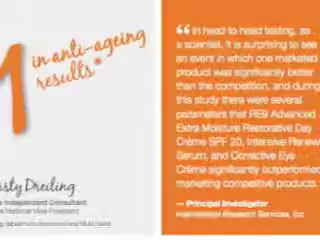 1
in anti-ageing
results*
sty Dreiling
Independent Consultant
National Vice-President
“In head to head testing, as
a scientist, it is surprising to see
an event in which one marketed
product was significantly better
than the competition, and during
this study there were several
parameters that RE9 Advanced
Extra Moisture Restorative Day
Crème SPF 20, Intensive Renew
Serum, and Corrective Eye
Crème significantly outperformed
marketing competitive products.
— Principal Investigator
International Research Services, Inc